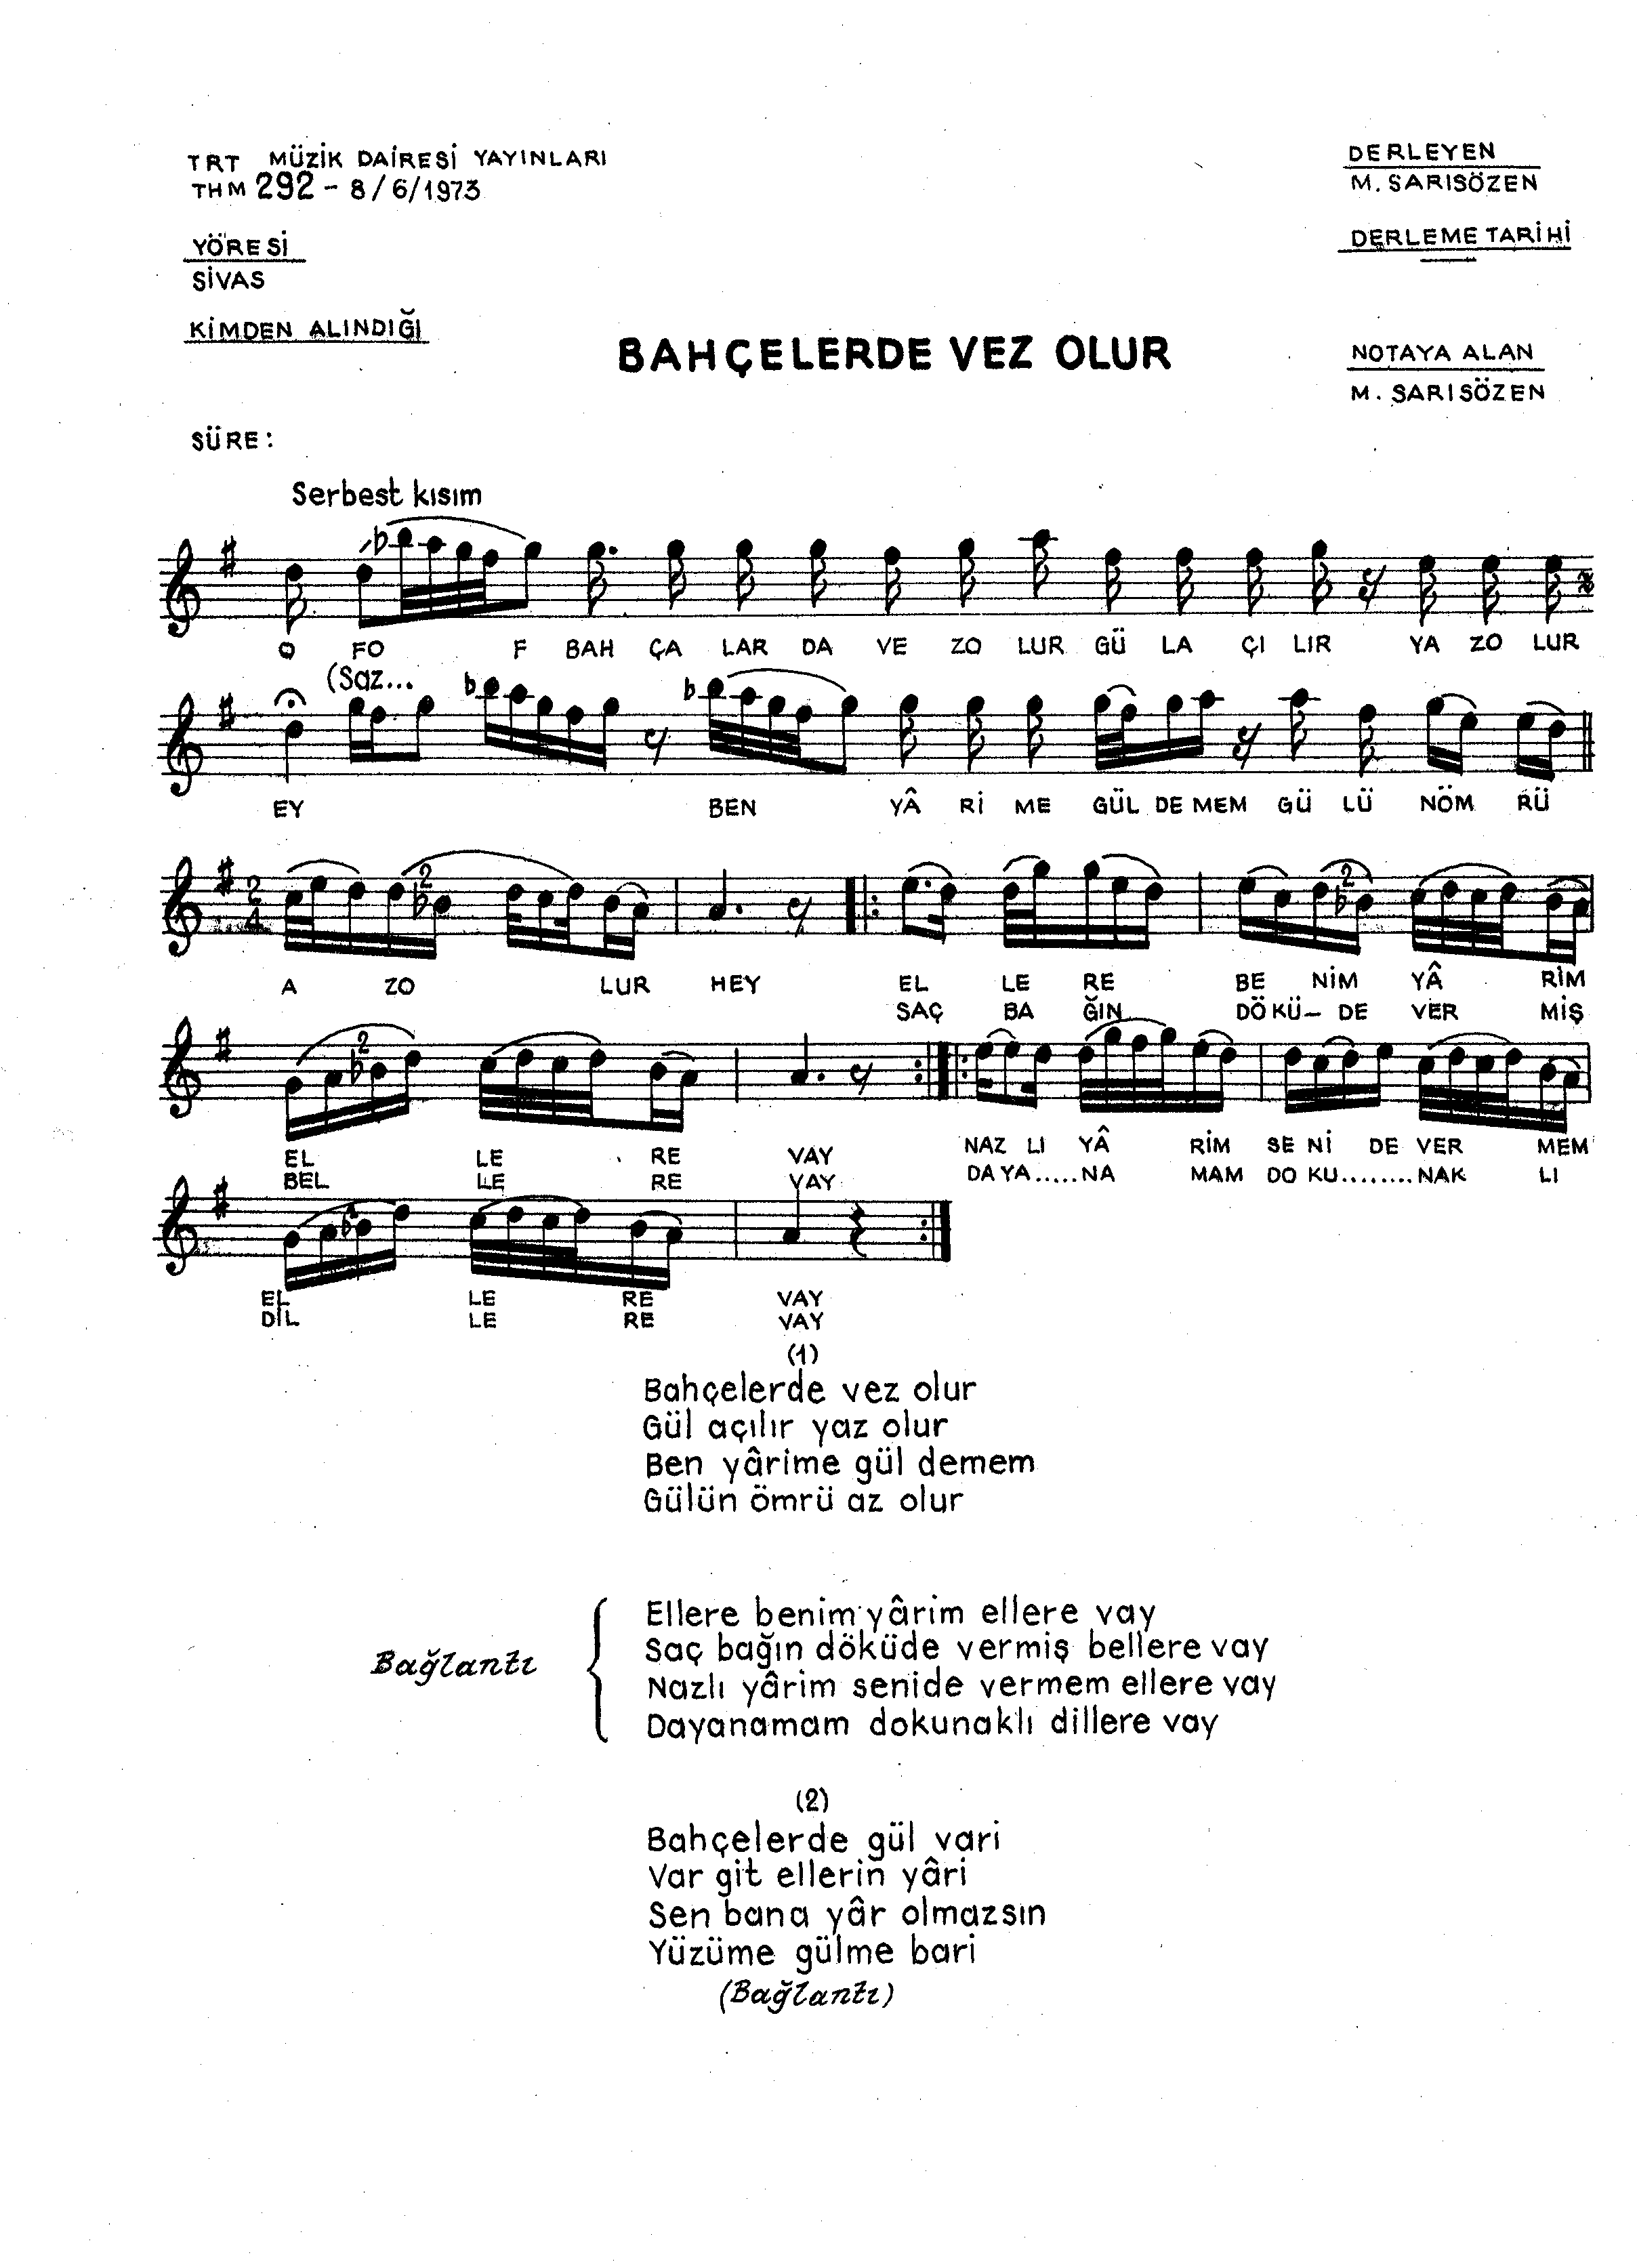 TRT MÜZİK DAİRESİ YAYINLARI
THM 292 - 8/6/1973
YÖRESİ
SİVAS
KİMDEN ALINDIĞI
SÜRE:
DERLEYEN
M. SARISÖZEN
DERLEME TARİHİ
NOTAYA ALAN
M. SARISÖZEN
BAHÇELERDE VEZ OLUR
Serbest kısım
O FO F BAH ÇA LAR DA VE ZO LUR GÜ LA ÇI LIR YA ZO LUR
(Saz...
EY BEN YÂ Rİ ME GÜL DE MEM GÜ LÜ NÖM RÜ
2
4
2
2
A ZO LUR HEY EL LE RE BE NİM YÂ RİM
SAÇ BA ĞIN DÖ KÜ- DE VER MİŞ
2
EL LE RE VAY NAZ LI YÂ RİM SE Nİ DE VER MEM
BEL LE RE VAY DA YA.....NA MAM DO KU........NAK LI
EL LE RE VAY
DİL LE RE VAY
(1)
Bahçelerde vez olur
Gül açılır yaz olur
Ben yârime gül demem
Gülün ömrü az olur
Bağlantı
Ellere benim yârim ellere vay
Saç bağın döküde vermiş bellere vay
Nazlı yârim senide vermem ellere vay
Dayanamam dokunaklı dillere vay
(2)
Bahçelerde gül vari
Var git ellerin yâri
Sen bana yâr olmazsın
Yüzüme gülme bari
(Bağlantı)